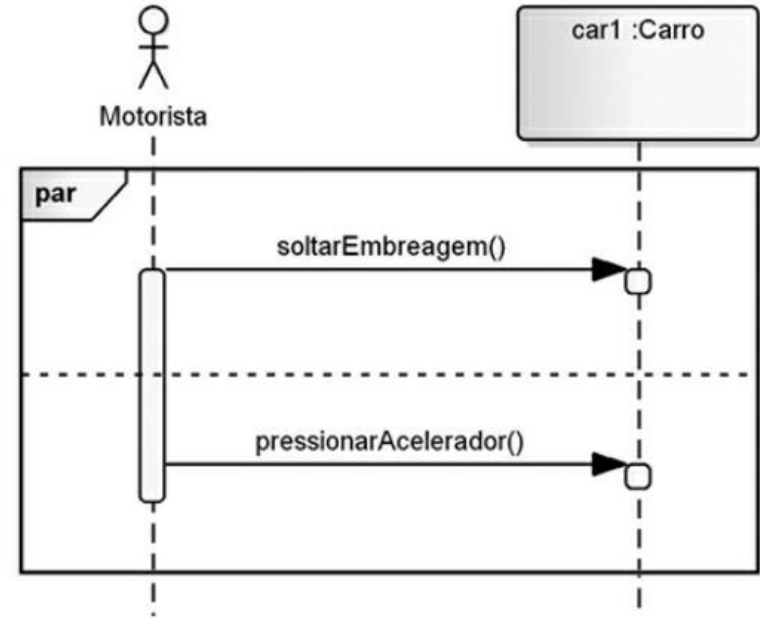 car1 :Carro
Motorista
par
soltarEmbreagem()
pressionarAcelerador()